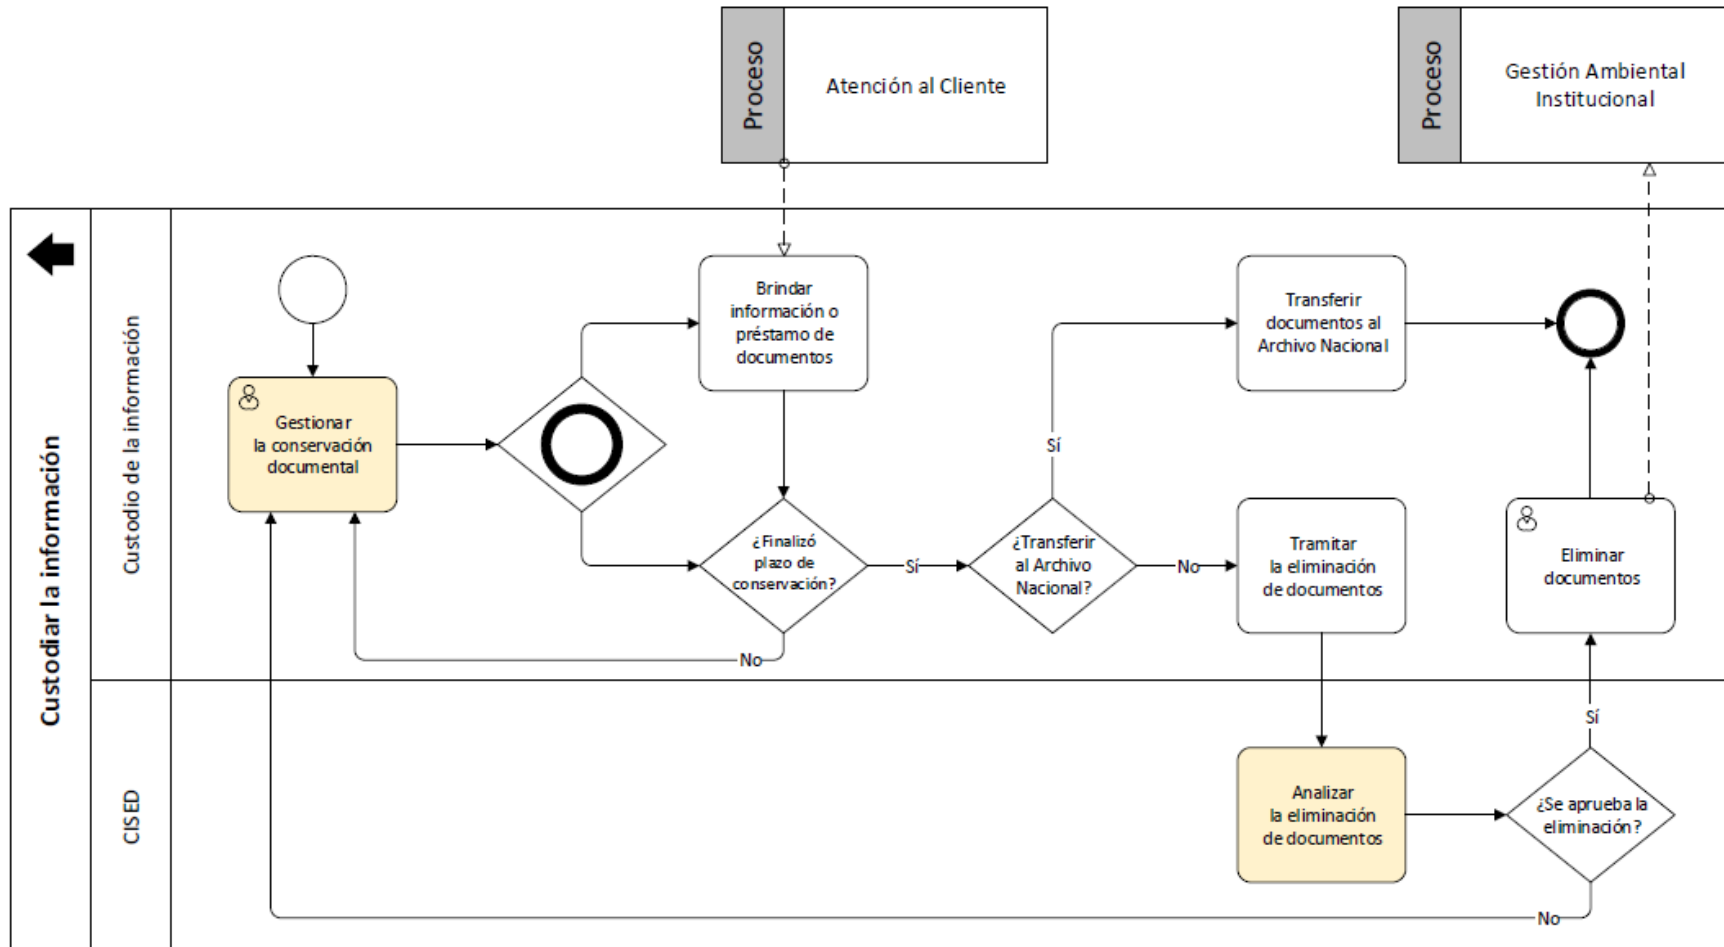 Proceso
Atención al Cliente
Proceso
Gestión Ambiental
Institucional
Custodiar la información
Custodio de la información
Gestionar
la conservación
documental
Brindar
información o
préstamo de
documentos
¿Finalizó
plazo de
conservación?
No
Sí
¿Transferir
al Archivo
Nacional?
Sí
Transferir
documentos al
Archivo Nacional
No
Tramitar
la eliminación
de documentos
Eliminar
documentos
CISED
Analizar
la eliminación
de documentos
¿Se aprueba la
eliminación?
Sí
No